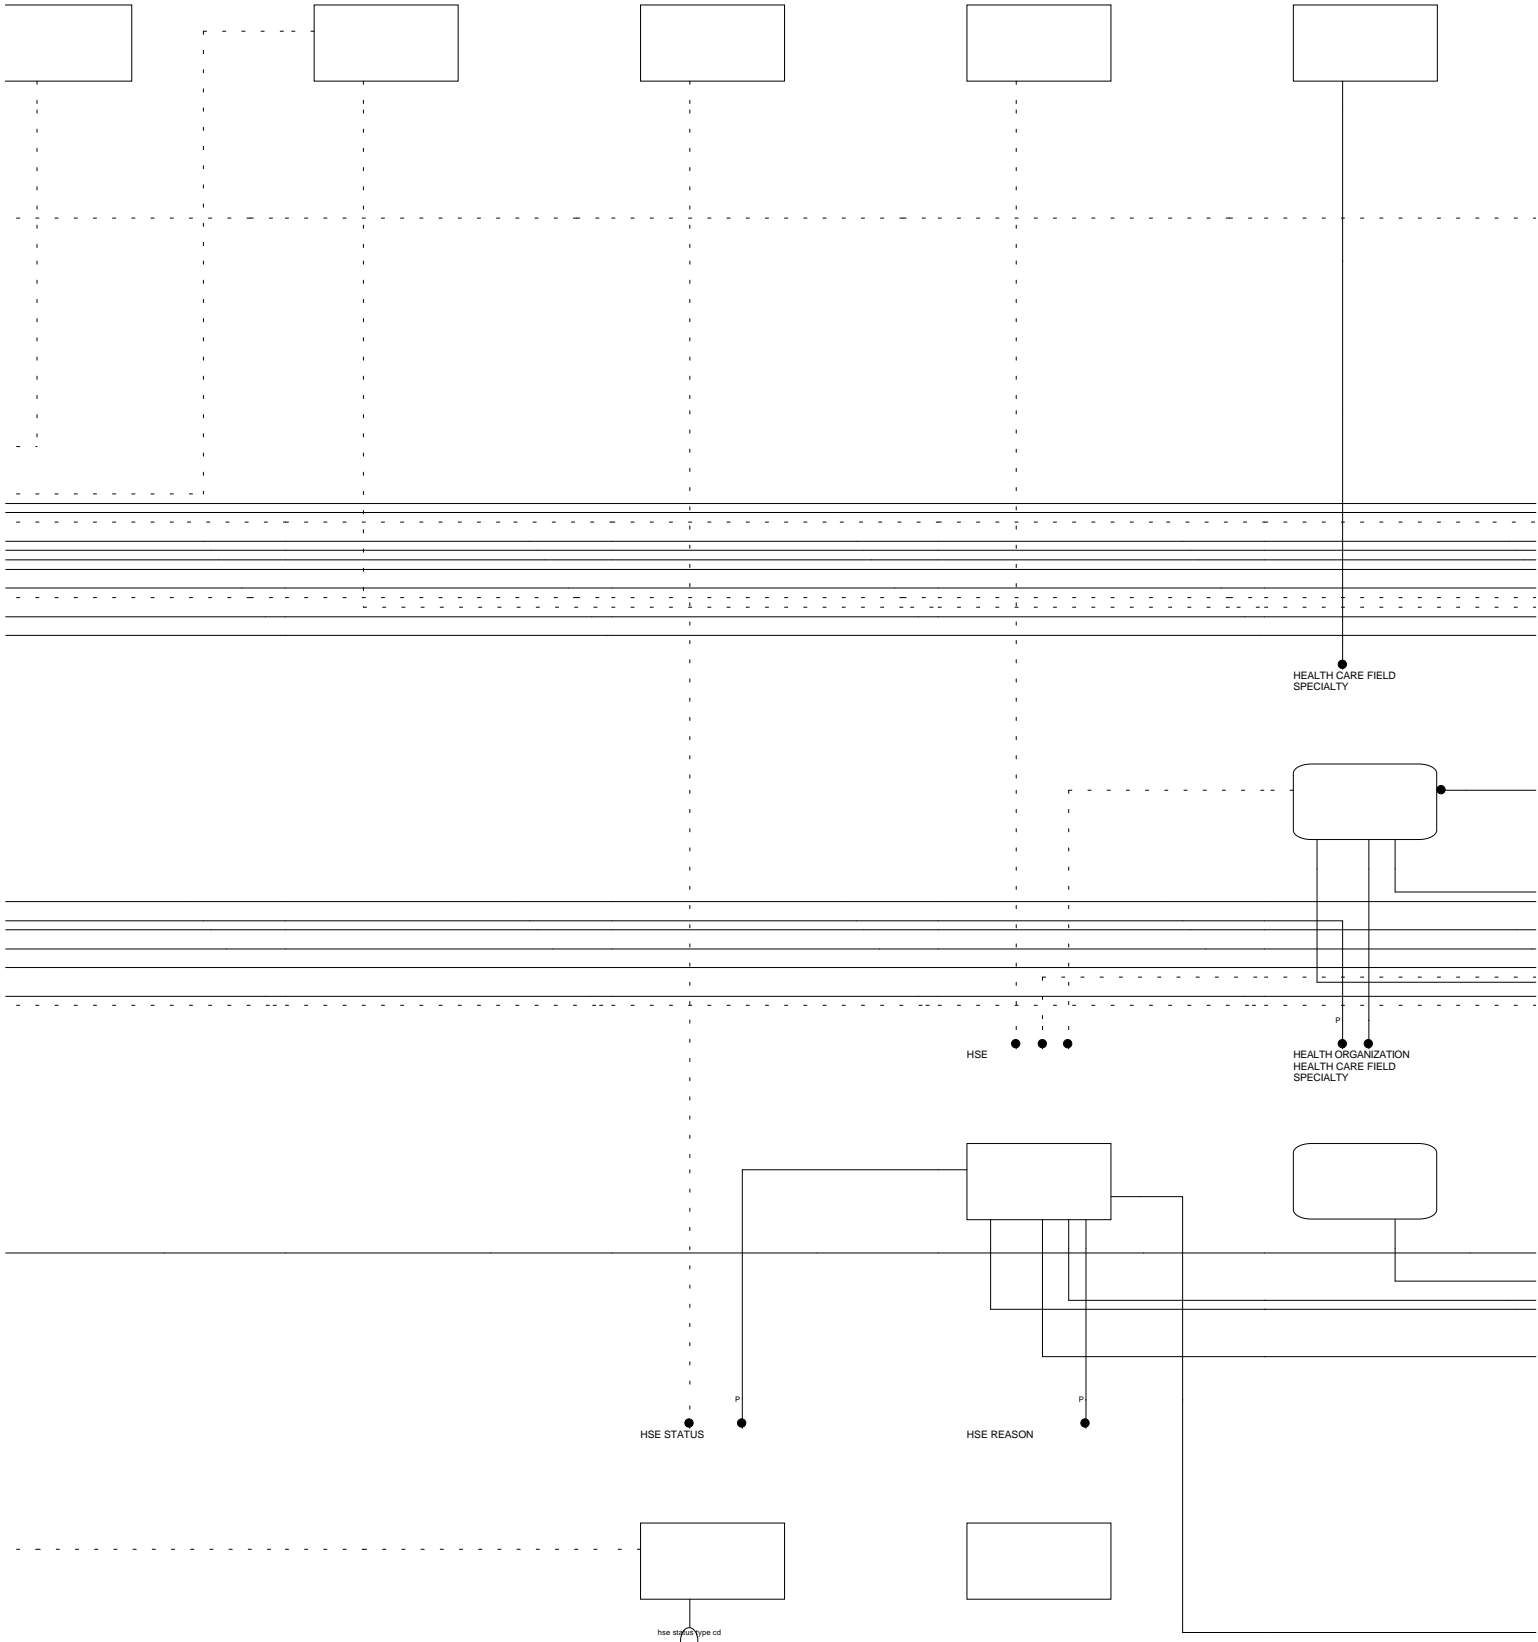 HEALTH CARE FIELD
SPECIALTY
P
HSE
HEALTH ORGANIZATION
HEALTH CARE FIELD
SPECIALTY
P
P
HSE STATUS
HSE REASON
hse status type cd